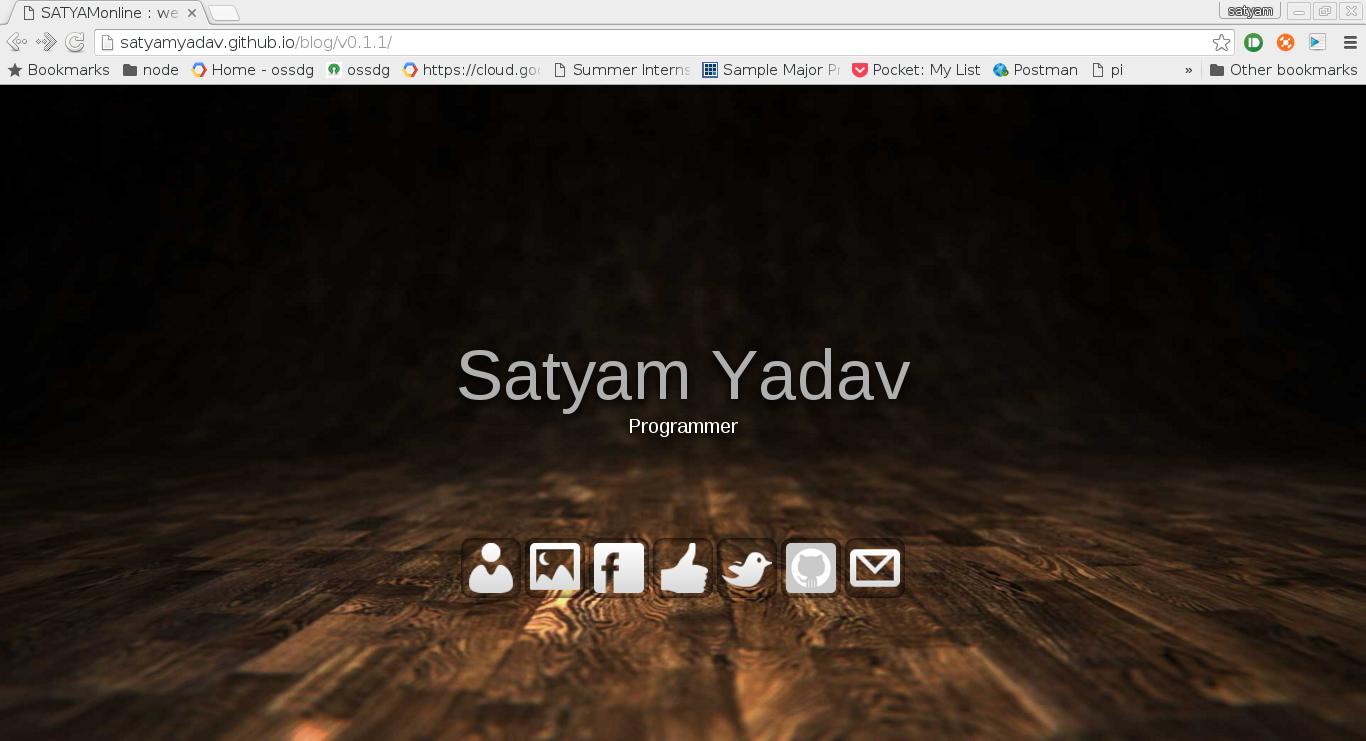 SATYAMonline : we
satyam
satyamyadav.github.io/blog/v0.1.1/
Bookmarks node Home - ossdg ossdg https://cloud.goo Summer Interns Sample Major Pr Pocket: My List Postman pi » Other bookmarks
Satyam Yadav
Programmer